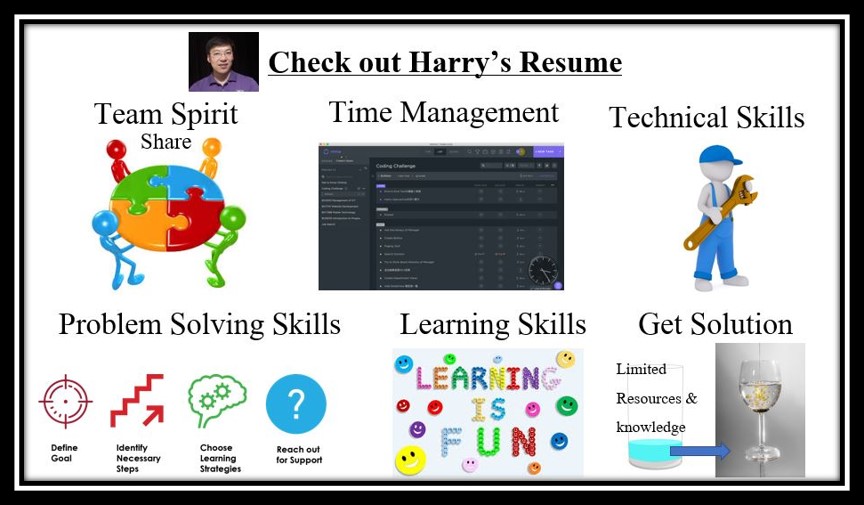 Check out Harry’s Resume
Team Spirit
Share
Time Management
Technical Skills
Coding Challenge
Problem Solving Skills
Define
Goal
Identify
Necessary
Steps
Choose
Learning
Strategies
?
Reach out
for Support
Learning Skills
LEARNING
IS
FUN
Get Solution
Limited
Resources &
knowledge